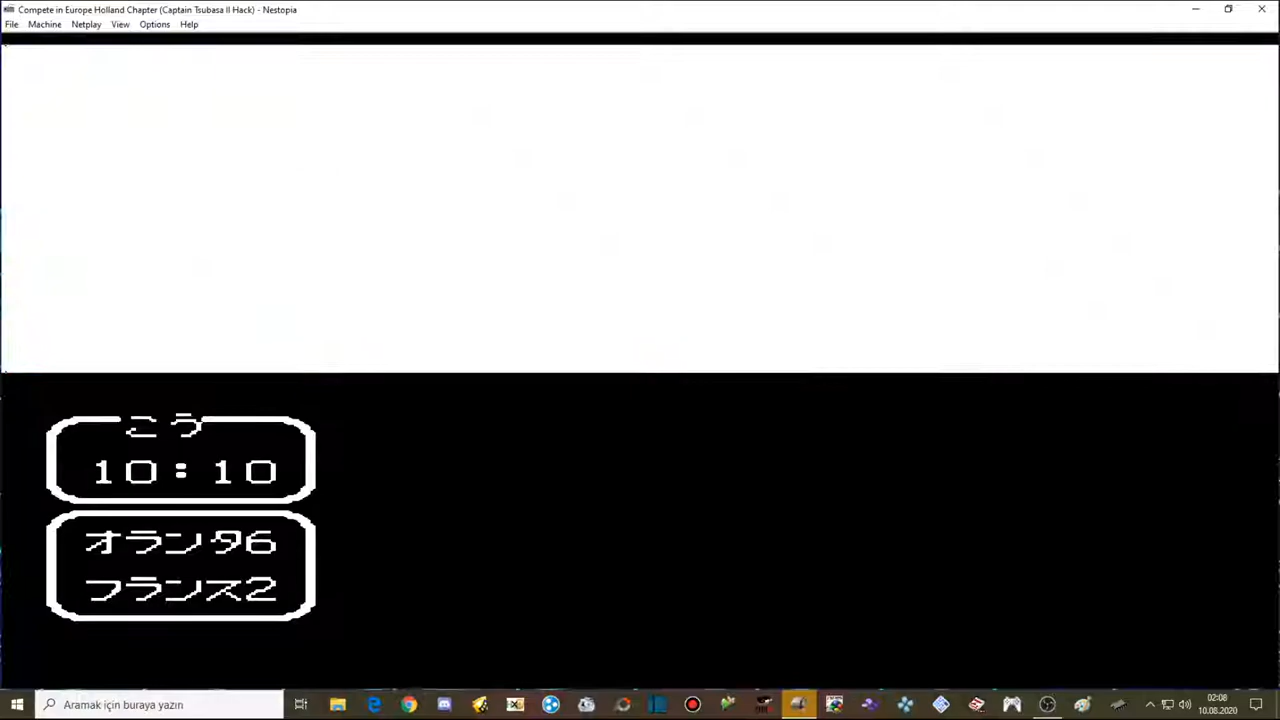 Compete in Europe Holland Chapter (Captain Tsubasa II Hack) - Nestopia
File Machine Netplay View Options Help
こう
10:10
オランタ6
フランス2
Aramak için buraya yazın
02:08
10.08.2020